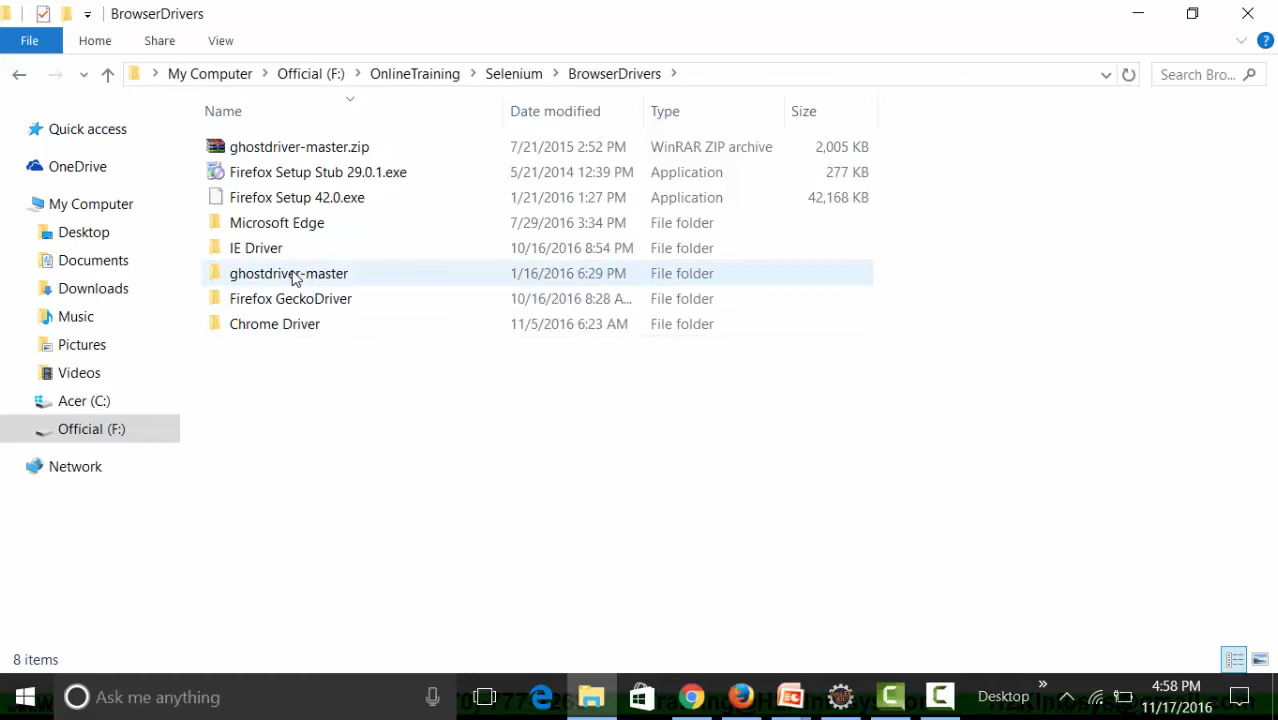 BrowserDrivers
File Home Share View
My Computer Official (F:) OnlineTraining Selenium BrowserDrivers Search Bro...
Name Date modified Type Size
Quick access
OneDrive
My Computer
Desktop
Documents
Downloads
Music
Pictures
Videos
Acer (C:)
Official (F:)
Network
ghostdriver-master.zip 7/21/2015 2:52 PM WinRAR ZIP archive 2,005 KB
Firefox Setup Stub 29.0.1.exe 5/21/2014 12:39 PM Application 277 KB
Firefox Setup 42.0.exe 1/21/2016 1:27 PM Application 42,168 KB
Microsoft Edge 7/29/2016 3:34 PM File folder
IE Driver 10/16/2016 8:54 PM File folder
ghostdriver-master 1/16/2016 6:29 PM File folder
Firefox GeckoDriver 10/16/2016 8:28 A... File folder
Chrome Driver 11/5/2016 6:23 AM File folder
8 items
Ask me anything
Desktop
4:58 PM
11/17/2016